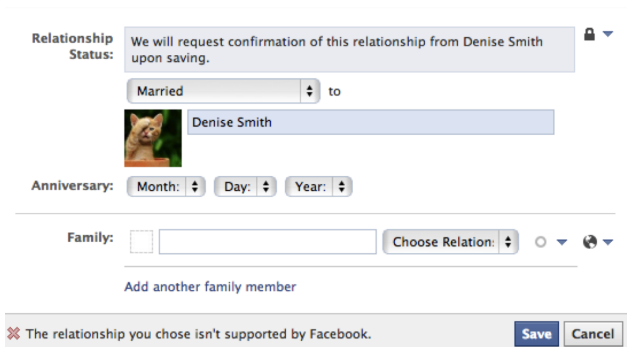 Relationship Status:
We will request confirmation of this relationship from Denise Smith
upon saving.
Married to
Denise Smith
Anniversary: Month: Day: Year:
Family: Choose Relation:
Add another family member
The relationship you chose isn't supported by Facebook. Save Cancel